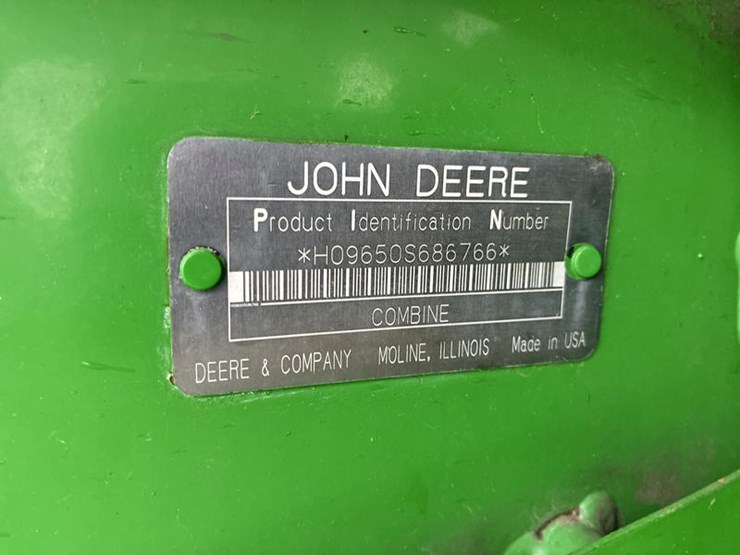 JOHN DEERE
Product Identification Number
*H09650S686766*
COMBINE
DEERE & COMPANY MOLINE, ILLINOIS Made in USA